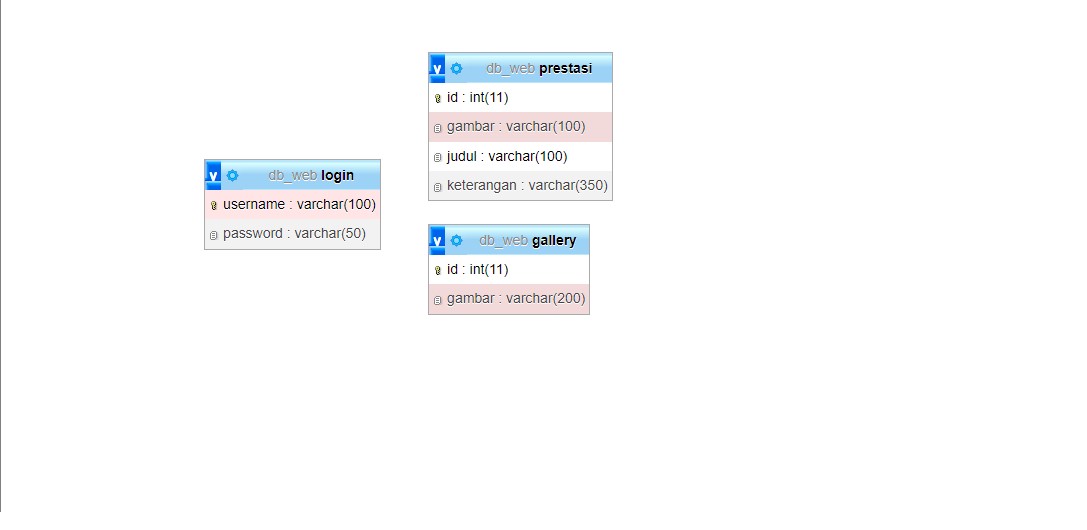 v db_web login
username : varchar(100)
password : varchar(50)
v db_web prestasi
id : int(11)
gambar : varchar(100)
judul : varchar(100)
keterangan : varchar(350)
v db_web gallery
id : int(11)
gambar : varchar(200)